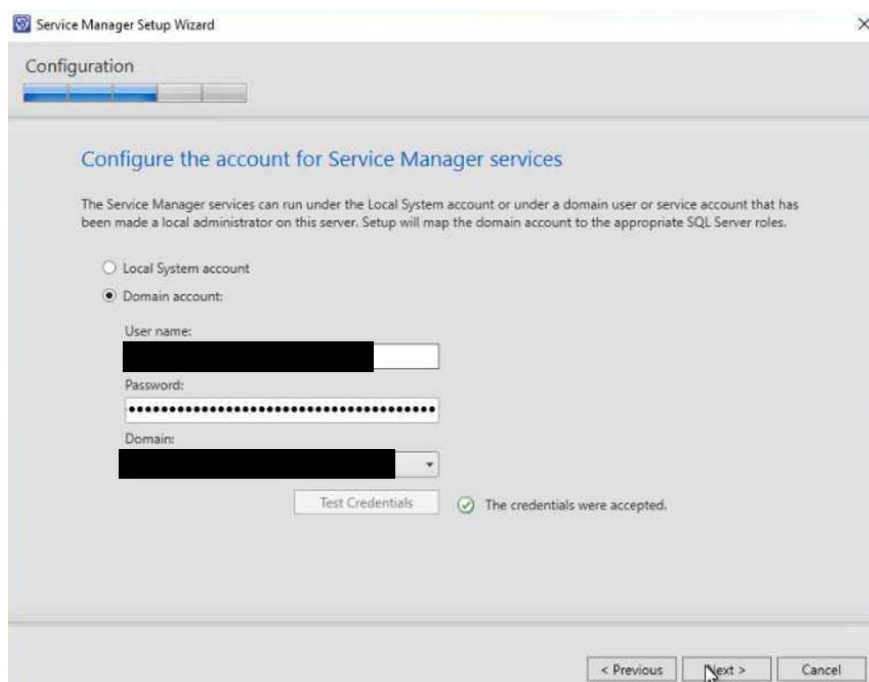 Service Manager Setup Wizard
Configuration
Configure the account for Service Manager services
The Service Manager services can run under the Local System account or under a domain user or service account that has
been made a local administrator on this server. Setup will map the domain account to the appropriate SQL Server roles.
Local System account
Domain account:
User name:
Password:
Domain:
Test Credentials
The credentials were accepted.
< Previous
Next >
Cancel